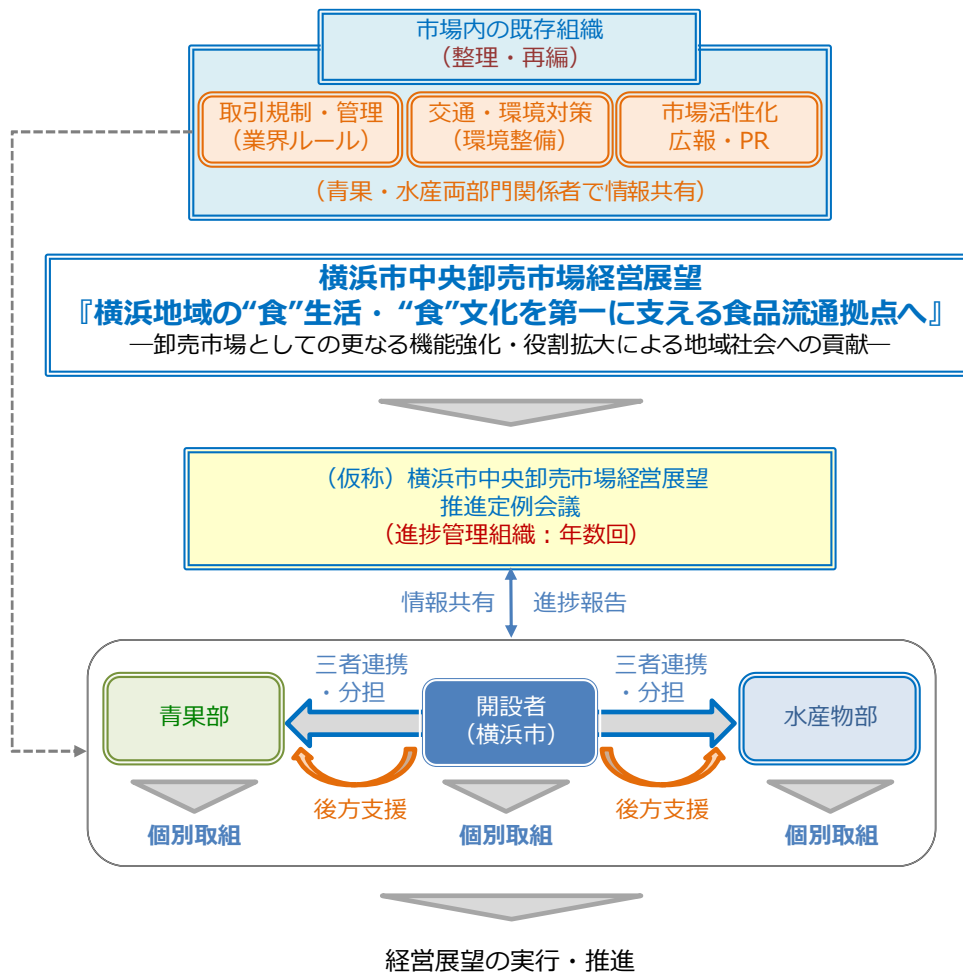 市場内の既存組織
（整理・再編）
取引規制・管理
（業界ルール）
交通・環境対策
（環境整備）
市場活性化
広報・PR
（青果・水産両部門関係者で情報共有）
横浜市中央卸売市場経営展望
『横浜地域の“食”生活・“食”文化を第一に支える食品流通拠点へ』
―卸売市場としての更なる機能強化・役割拡大による地域社会への貢献―
（仮称）横浜市中央卸売市場経営展望
推進定例会議
（進捗管理組織：年数回）
情報共有
進捗報告
三者連携
・分担
三者連携
・分担
青果部
開設者
（横浜市）
水産物部
後方支援
後方支援
個別取組
個別取組
個別取組
経営展望の実行・推進